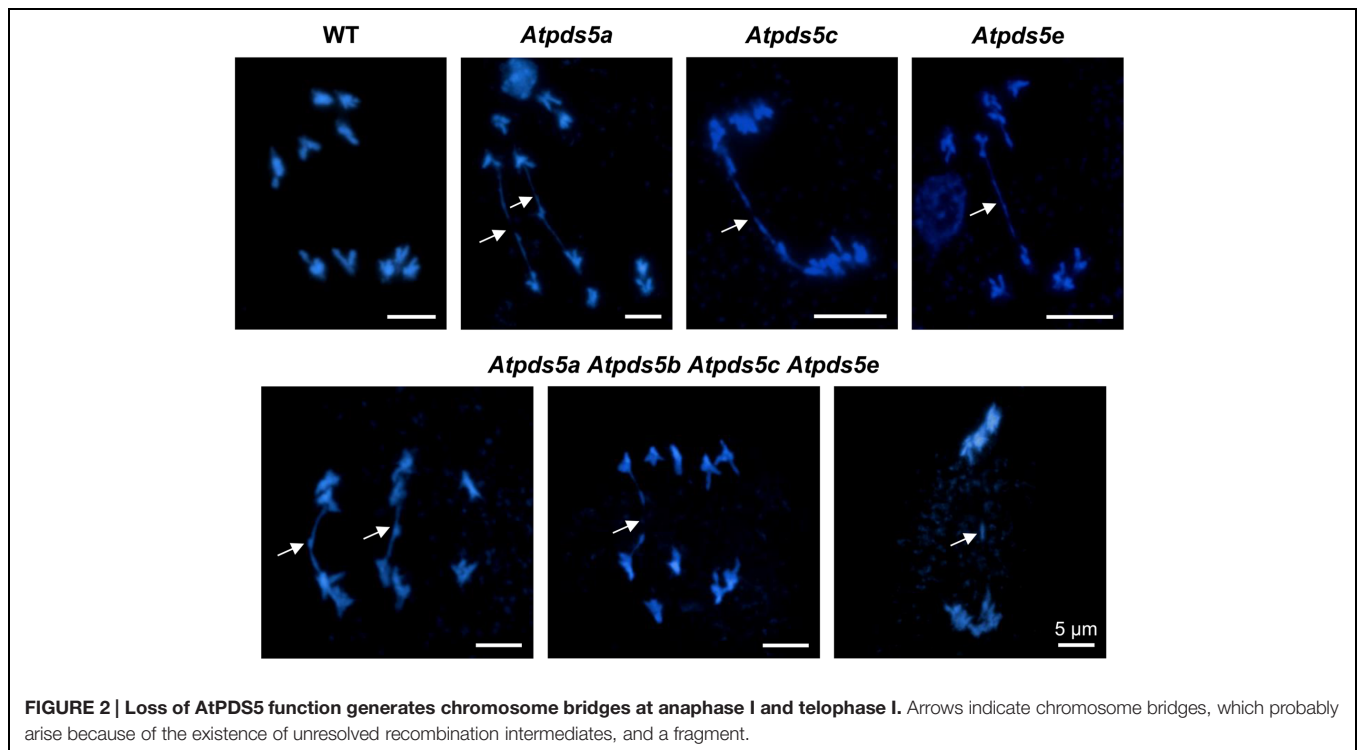 WT Atpds5a Atpds5c Atpds5e
Atpds5a Atpds5b Atpds5c Atpds5e
5 µm
FIGURE 2 | Loss of AtPDS5 function generates chromosome bridges at anaphase I and telophase I. Arrows indicate chromosome bridges, which probably
arise because of the existence of unresolved recombination intermediates, and a fragment.